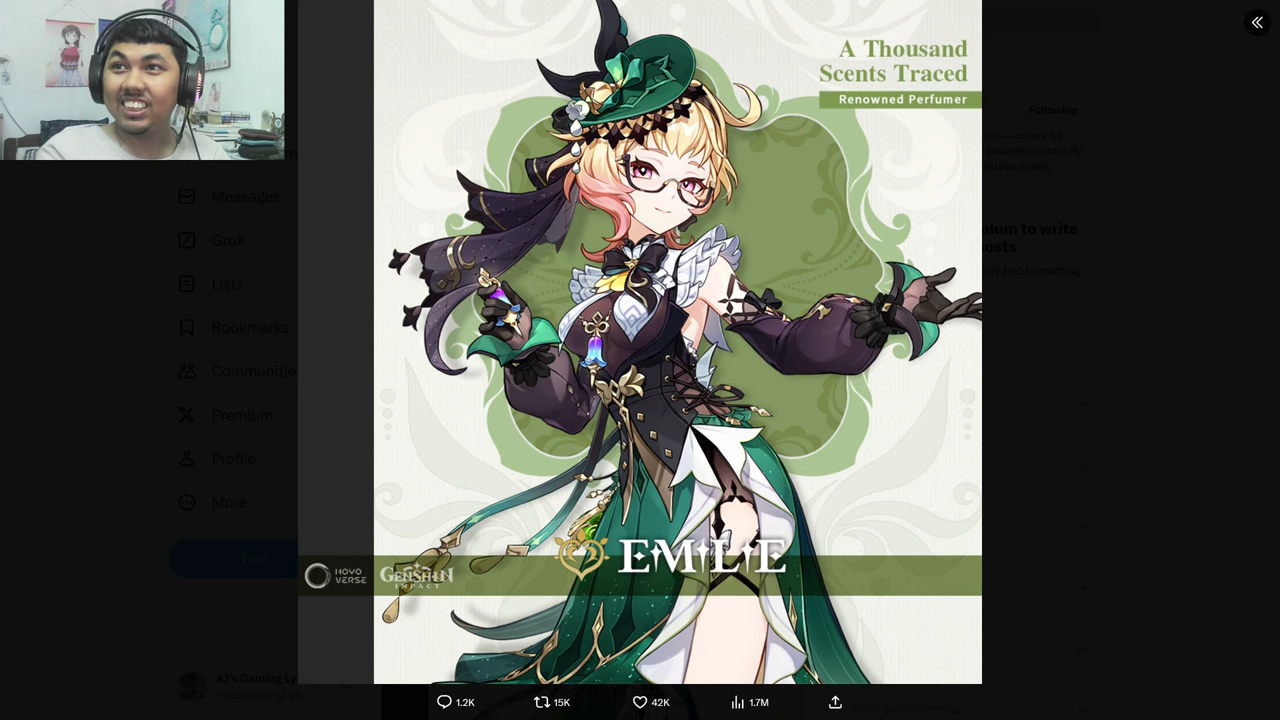 A Thousand
Scents Traced
Renowned Perfumer
Following
Messages
Grok
Lists
Bookmarks
Communities
Premium
Profile
More
Post
EMILIE
HOYO
VERSE
GENSHIN
IMPACT
1.2K
15K
42K
1.7M